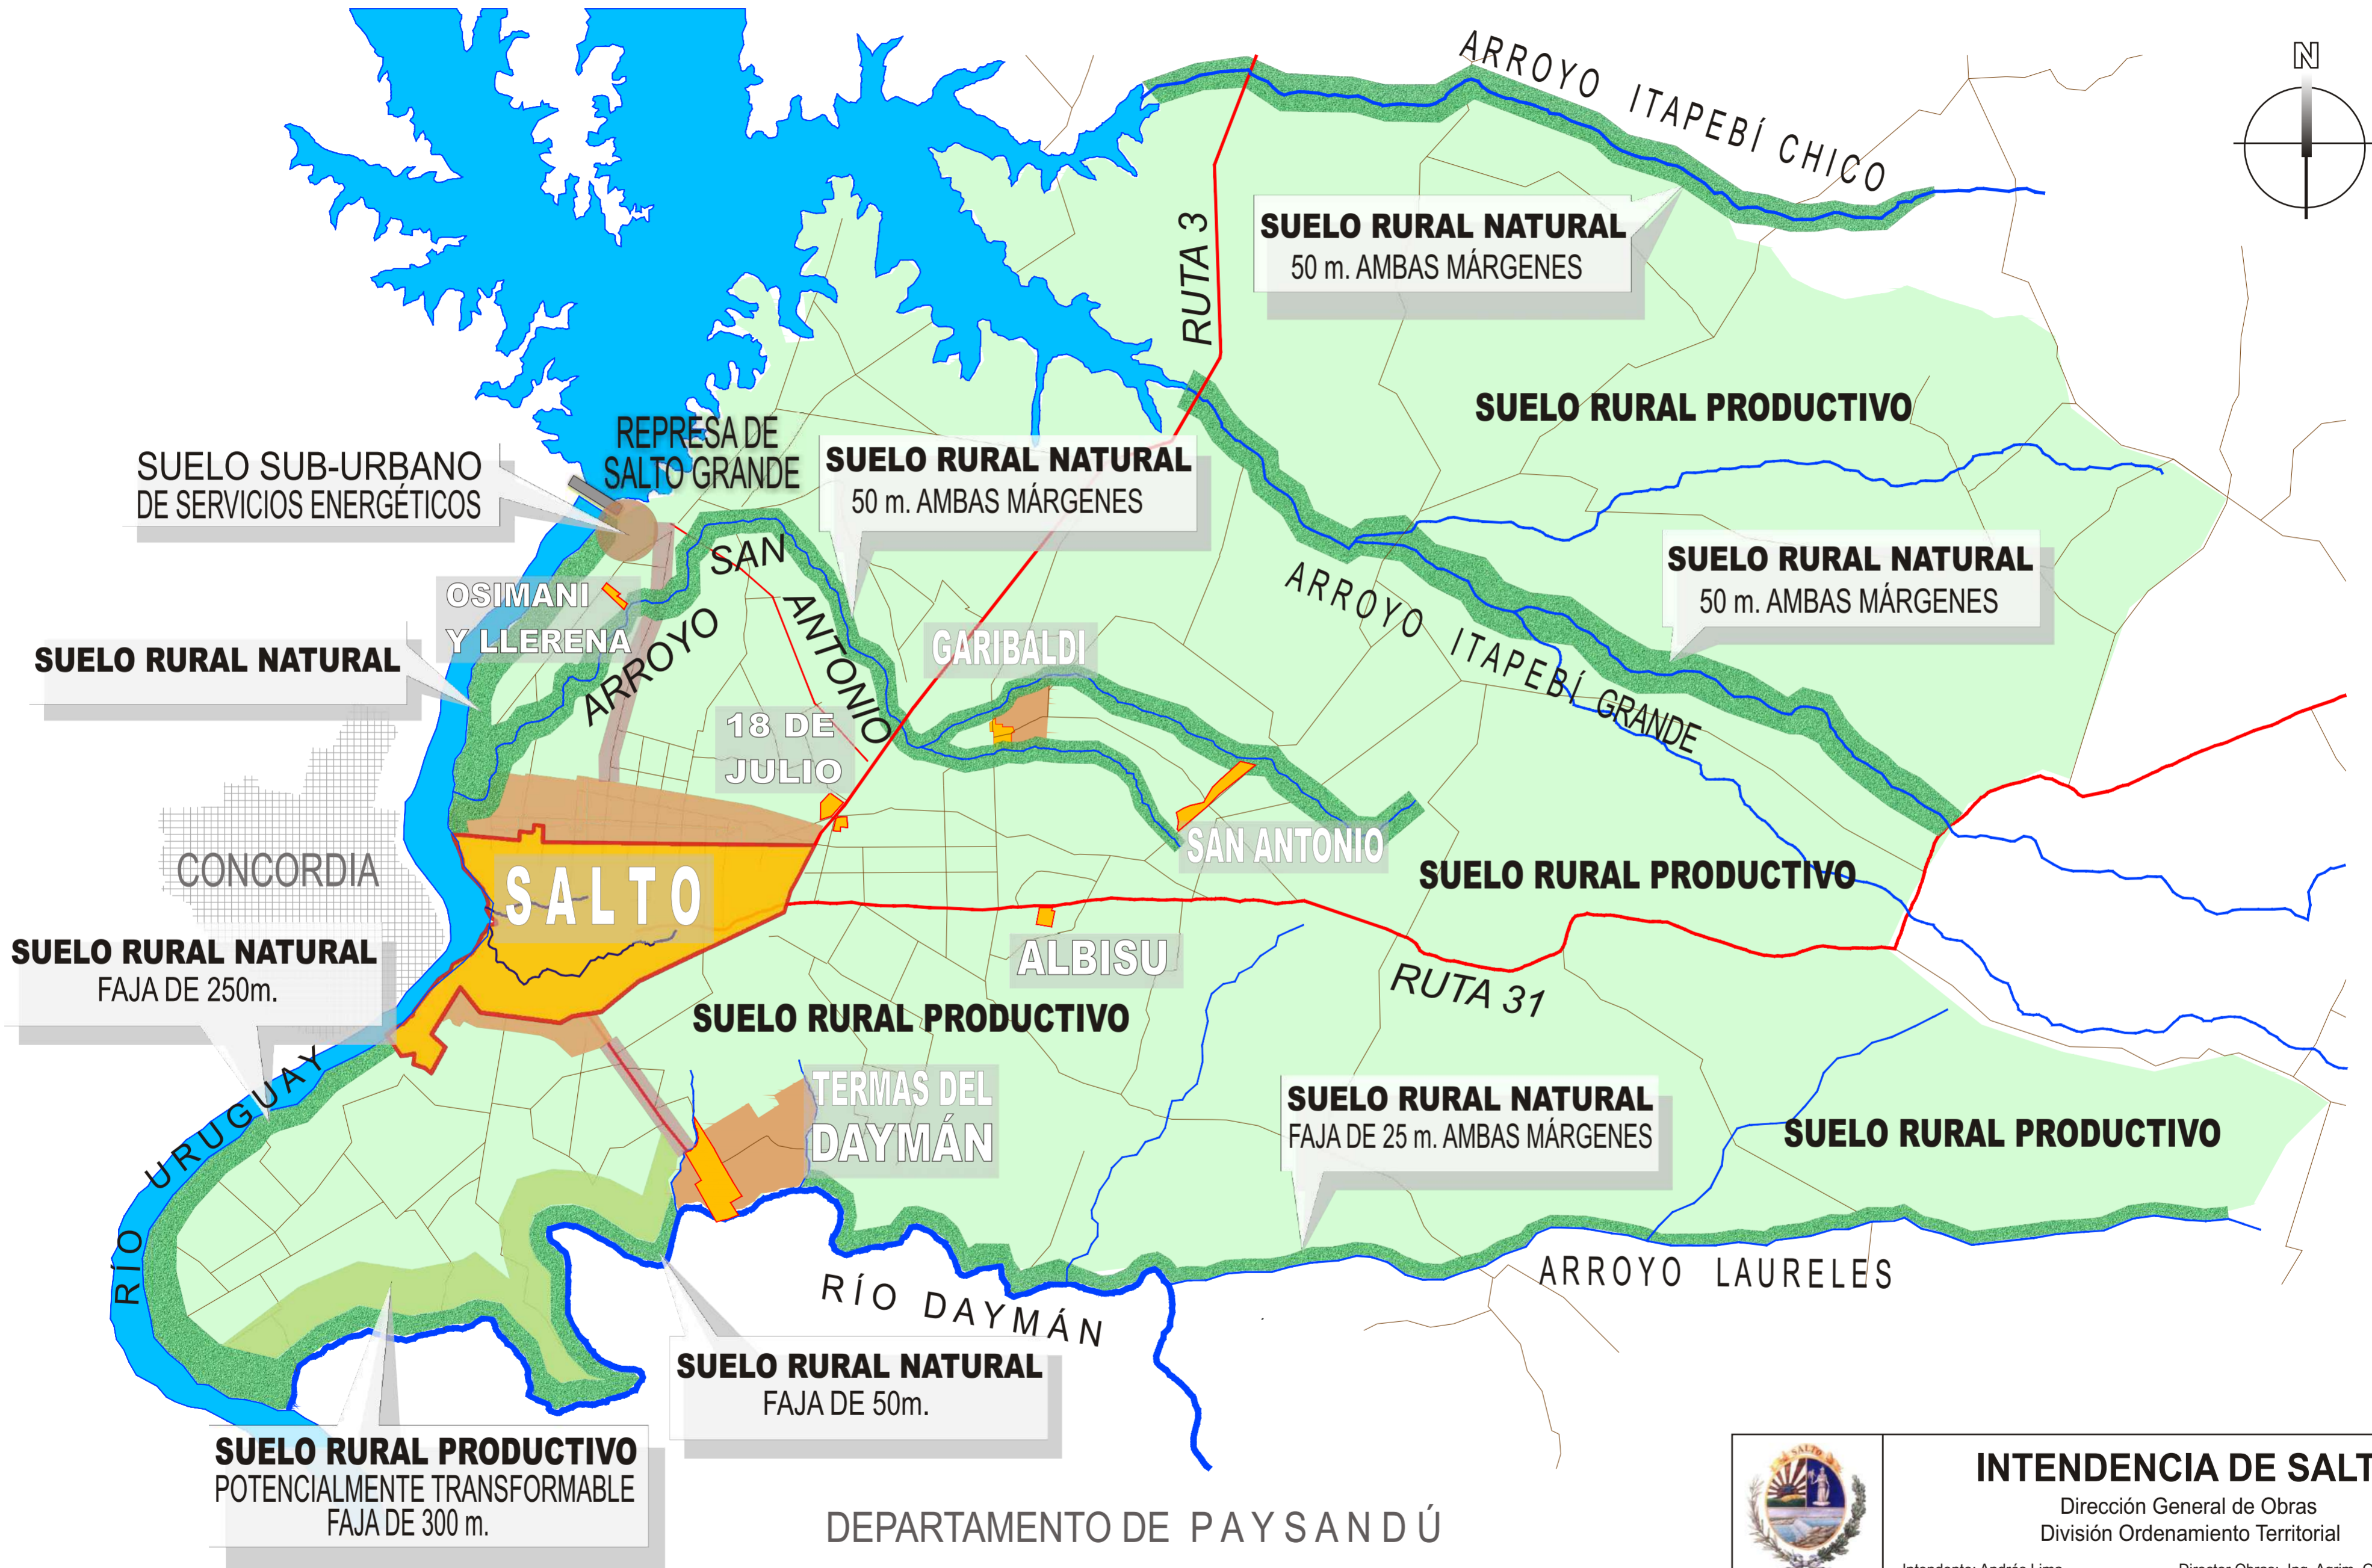 ARROYO ITAPEBÍ CHICO
N
RUTA 3
SUELO RURAL NATURAL
50 m. AMBAS MÁRGENES
SUELO RURAL PRODUCTIVO
REPRESA DE
SALTO GRANDE
SUELO SUB-URBANO
DE SERVICIOS ENERGÉTICOS
SUELO RURAL NATURAL
50 m. AMBAS MÁRGENES
SUELO RURAL NATURAL
50 m. AMBAS MÁRGENES
ARROYO ITAPEBÍ GRANDE
ARROYO SAN ANTONIO
OSIMANI
Y LLERENA
SUELO RURAL NATURAL
GARIBALDI
18 DE
JULIO
SAN ANTONIO
CONCORDIA
SALTO
SUELO RURAL PRODUCTIVO
ALBISU
SUELO RURAL NATURAL
FAJA DE 250m.
RUTA 31
SUELO RURAL PRODUCTIVO
RÍO URUGUAY
TERMAS DEL
DAYMÁN
SUELO RURAL NATURAL
FAJA DE 25 m. AMBAS MÁRGENES
SUELO RURAL PRODUCTIVO
ARROYO LAURELES
RÍO DAYMÁN
SUELO RURAL NATURAL
FAJA DE 50m.
SUELO RURAL PRODUCTIVO
POTENCIALMENTE TRANSFORMABLE
FAJA DE 300 m.
DEPARTAMENTO DE PAYSANDÚ
SALTO
INTENDENCIA DE SALT
Dirección General de Obras
División Ordenamiento Territorial